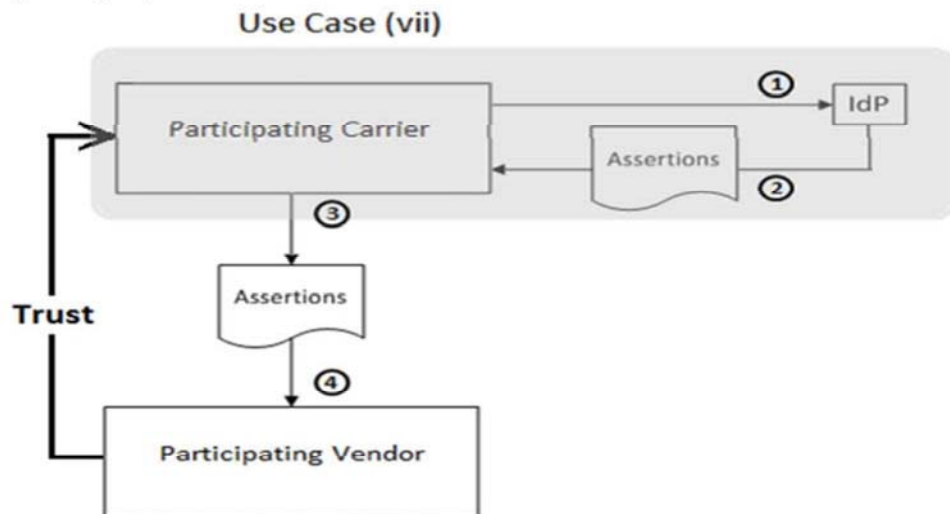 Use Case (vii)
①
IdP
Participating Carrier
Assertions
②
③
Assertions
Trust
④
Participating Vendor